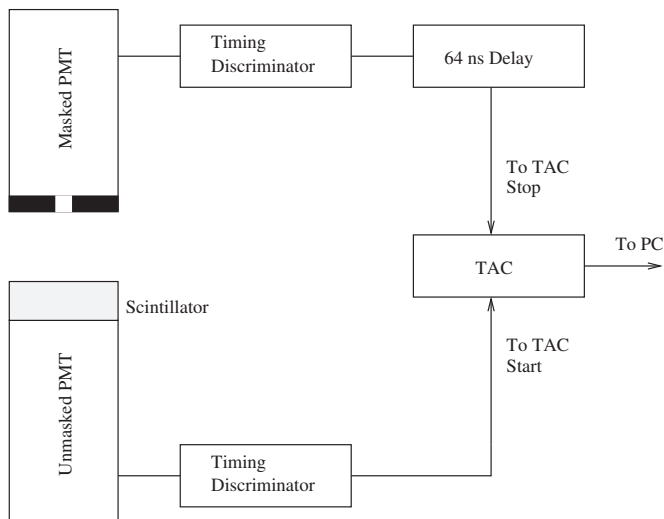 Masked PMT
Timing
Discriminator
64 ns Delay
To TAC
Stop
TAC
To PC
Scintillator
Unmasked PMT
To TAC
Start
Timing
Discriminator